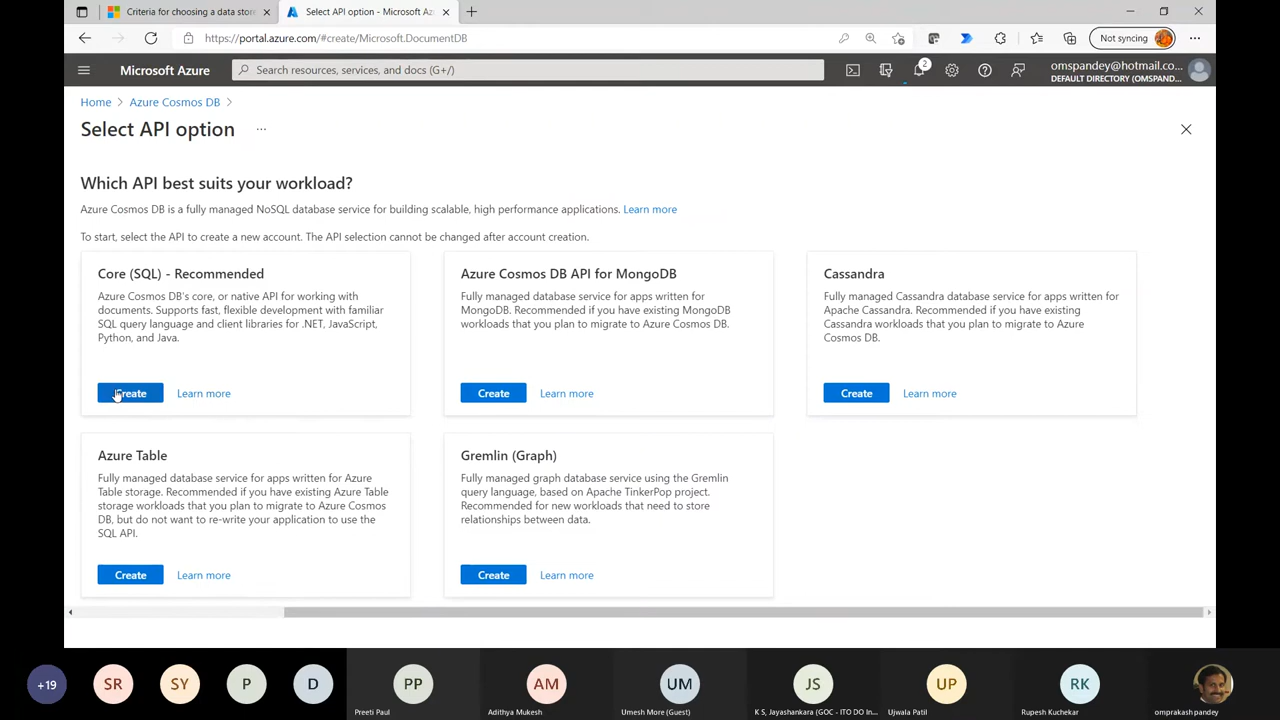 Criteria for choosing a data stor
Select API option - Microsoft Az
https://portal.azure.com/#create/Microsoft.DocumentDB
Not syncing
Microsoft Azure
Search resources, services, and docs (G+/)
2
omspandey@hotmail.co...
DEFAULT DIRECTORY (OMSPAND...
Home > Azure Cosmos DB >
Select API option ...
Which API best suits your workload?
Azure Cosmos DB is a fully managed NoSQL database service for building scalable, high performance applications. Learn more
To start, select the API to create a new account. The API selection cannot be changed after account creation.
Core (SQL) - Recommended
Azure Cosmos DB's core, or native API for working with
documents. Supports fast, flexible development with familiar
SQL query language and client libraries for .NET, JavaScript,
Python, and Java.
Create Learn more
Azure Cosmos DB API for MongoDB
Fully managed database service for apps written for
MongoDB. Recommended if you have existing MongoDB
workloads that you plan to migrate to Azure Cosmos DB.
Create Learn more
Cassandra
Fully managed Cassandra database service for apps written for
Apache Cassandra. Recommended if you have existing
Cassandra workloads that you plan to migrate to Azure
Cosmos DB.
Create Learn more
Azure Table
Fully managed database service for apps written for Azure
Table storage. Recommended if you have existing Azure Table
storage workloads that you plan to migrate to Azure Cosmos
DB, but do not want to re-write your application to use the
SQL API.
Create Learn more
Gremlin (Graph)
Fully managed graph database service using the Gremlin
query language, based on Apache TinkerPop project.
Recommended for new workloads that need to store
relationships between data.
Create Learn more
+19
SR
SY
P
D
PP
Preeti Paul
AM
Adithya Mukesh
UM
Umesh More (Guest)
JS
K S, Jayashankara (GOC - ITO DO In...
UP
Ujwala Patil
RK
Rupesh Kuchekar
omprakash pandey